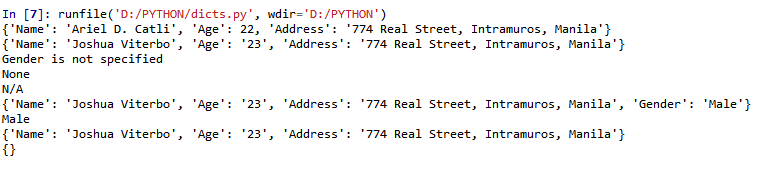 In [7]: runfile('D:/PYTHON/dicts.py', wdir='D:/PYTHON')
{'Name': 'Ariel D. Catli', 'Age': 22, 'Address': '774 Real Street, Intramuros, Manila'}
{'Name': 'Joshua Viterbo', 'Age': '23', 'Address': '774 Real Street, Intramuros, Manila'}
Gender is not specified
None
N/A
{'Name': 'Joshua Viterbo', 'Age': '23', 'Address': '774 Real Street, Intramuros, Manila', 'Gender': 'Male'}
Male
{'Name': 'Joshua Viterbo', 'Age': '23', 'Address': '774 Real Street, Intramuros, Manila'}
{}